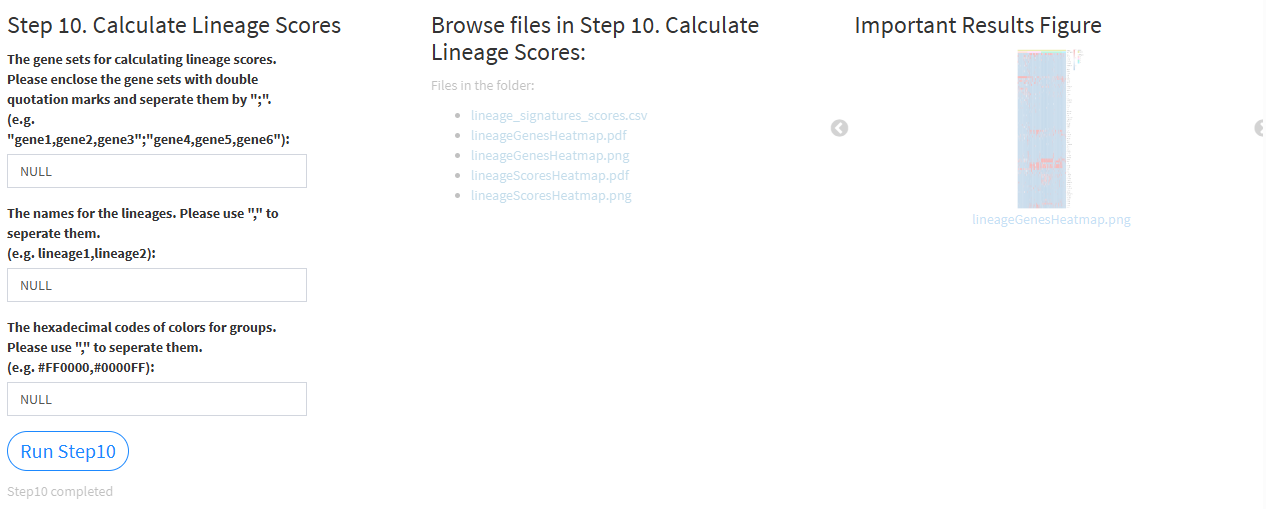 Step 10. Calculate Lineage Scores
The gene sets for calculating lineage scores.
Please enclose the gene sets with double
quotation marks and seperate them by ";".
(e.g.
"gene1,gene2,gene3";"gene4,gene5,gene6"):
NULL
The names for the lineages. Please use "," to
seperate them.
(e.g. lineage1,lineage2):
NULL
The hexadecimal codes of colors for groups.
Please use "," to seperate them.
(e.g. #FF0000,#0000FF):
NULL
Run Step10
Step10 completed
Browse files in Step 10. Calculate
Lineage Scores:
Files in the folder:
lineage_signatures_scores.csv
lineageGenesHeatmap.pdf
lineageGenesHeatmap.png
lineageScoresHeatmap.pdf
lineageScoresHeatmap.png
Important Results Figure
lineageGenesHeatmap.png